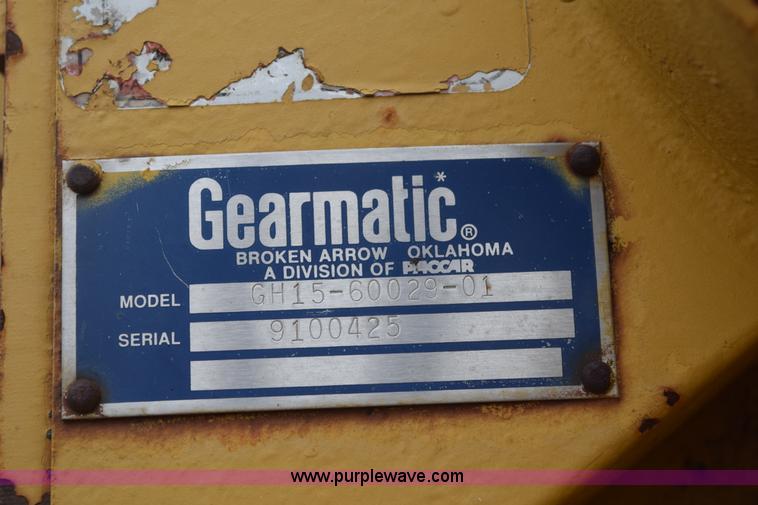 Gearmatic*®
BROKEN ARROW OKLAHOMA
A DIVISION OF PACCAR
MODEL GH15-60029-01
SERIAL 9100425
www.purplewave.com